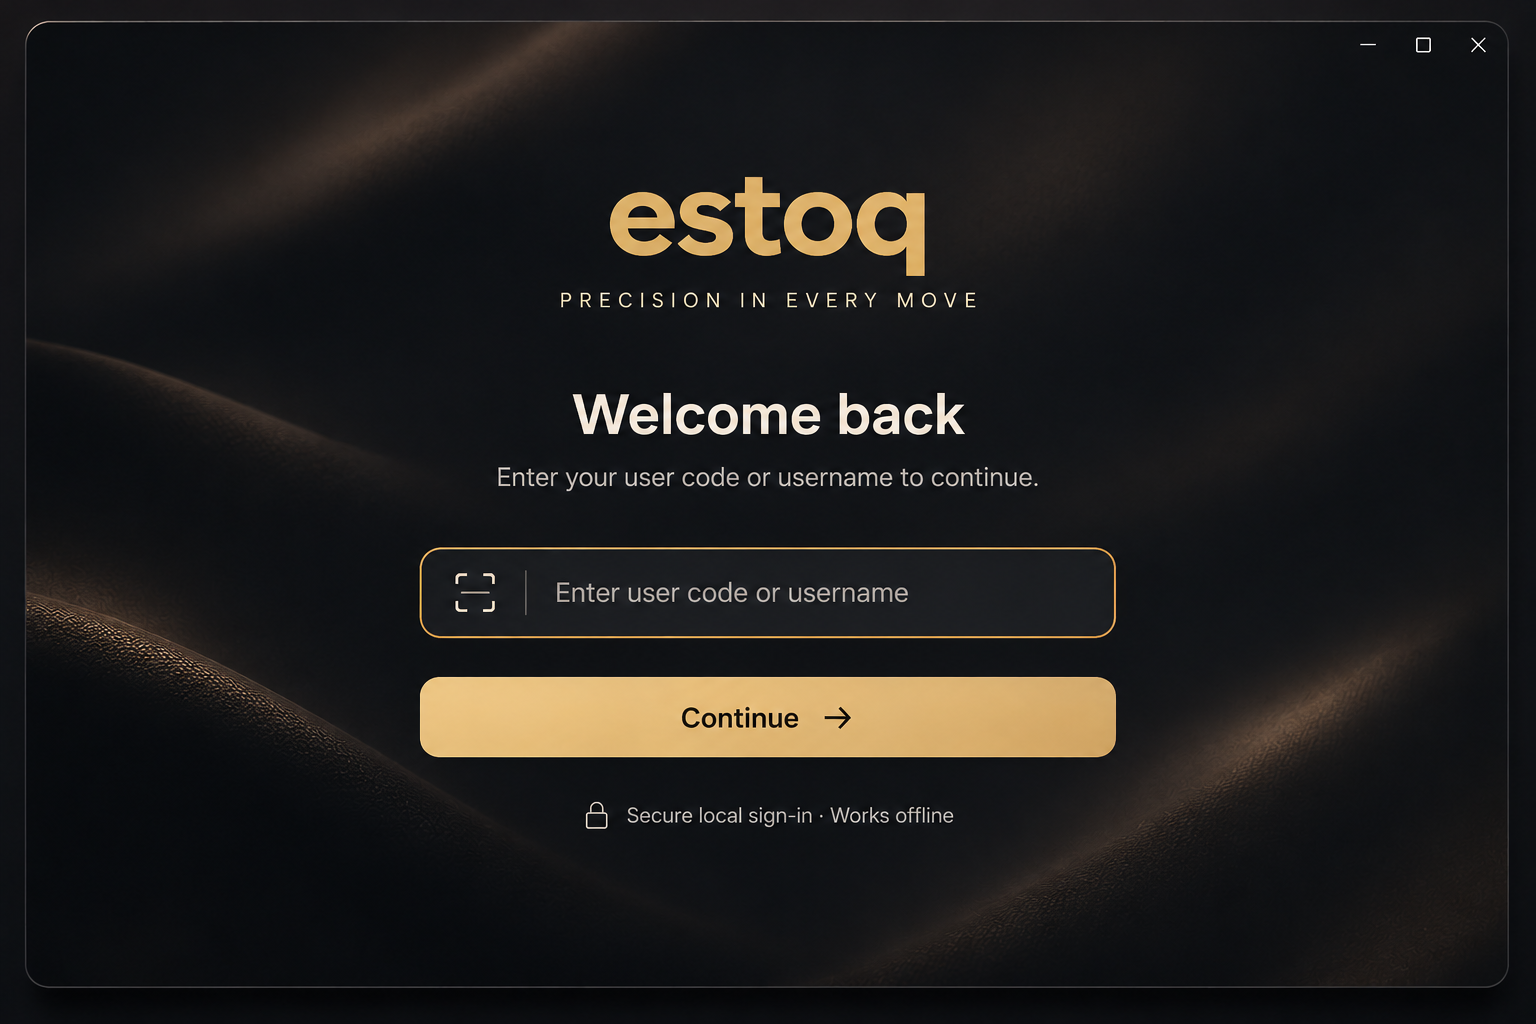 estoq
PRECISION IN EVERY MOVE
Welcome back
Enter your user code or username to continue.
Enter user code or username
Continue →
Secure local sign-in · Works offline